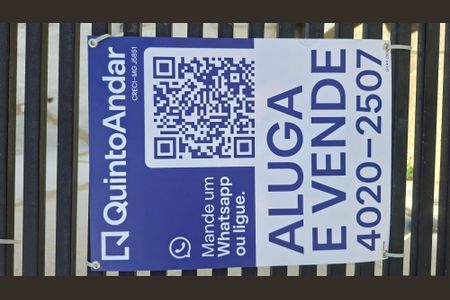 QuintoAndar
CRECI-MG J5851
Mande um
Whatsapp
ou ligue.
ALUGA
E VENDE
4020-2507